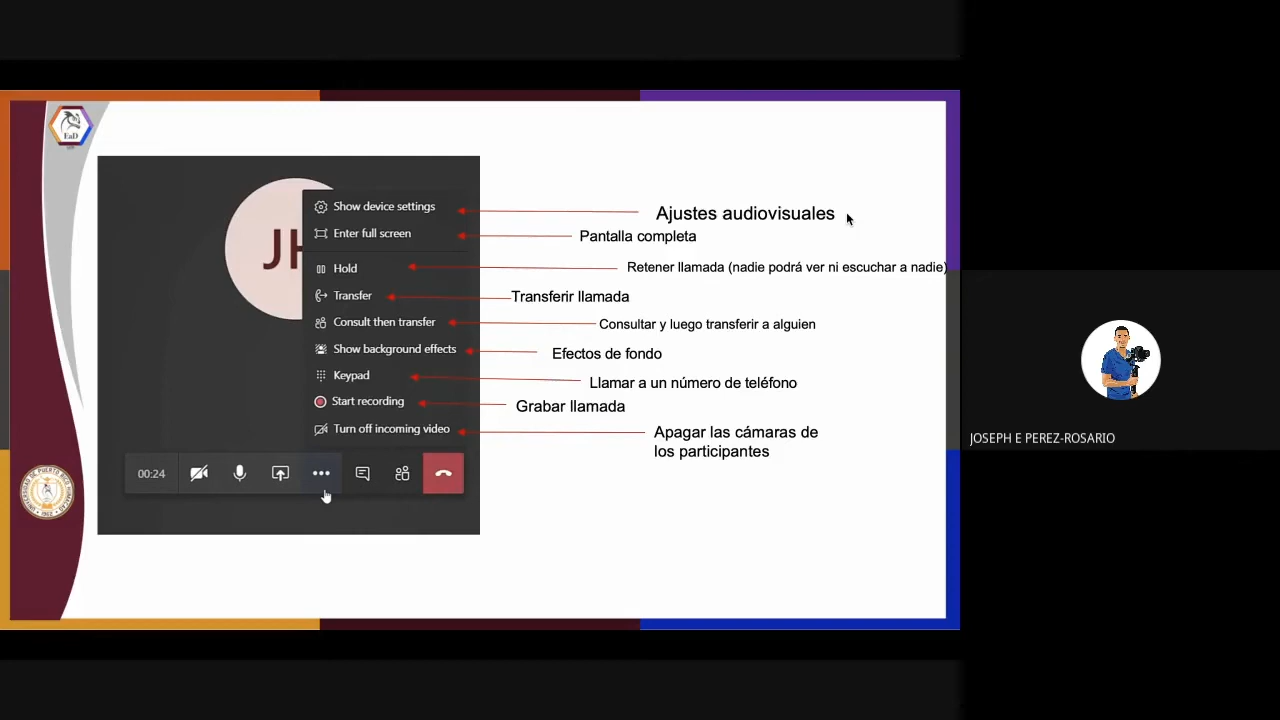 EaD
JH
Show device settings
Ajustes audiovisuales
Enter full screen
Pantalla completa
Hold
Retener llamada (nadie podrá ver ni escuchar a nadie)
Transfer
Transferir llamada
Consult then transfer
Consultar y luego transferir a alguien
Show background effects
Efectos de fondo
Keypad
Llamar a un número de teléfono
Start recording
Grabar llamada
Turn off incoming video
Apagar las cámaras de
los participantes
00:24
JOSEPH E PEREZ-ROSARIO